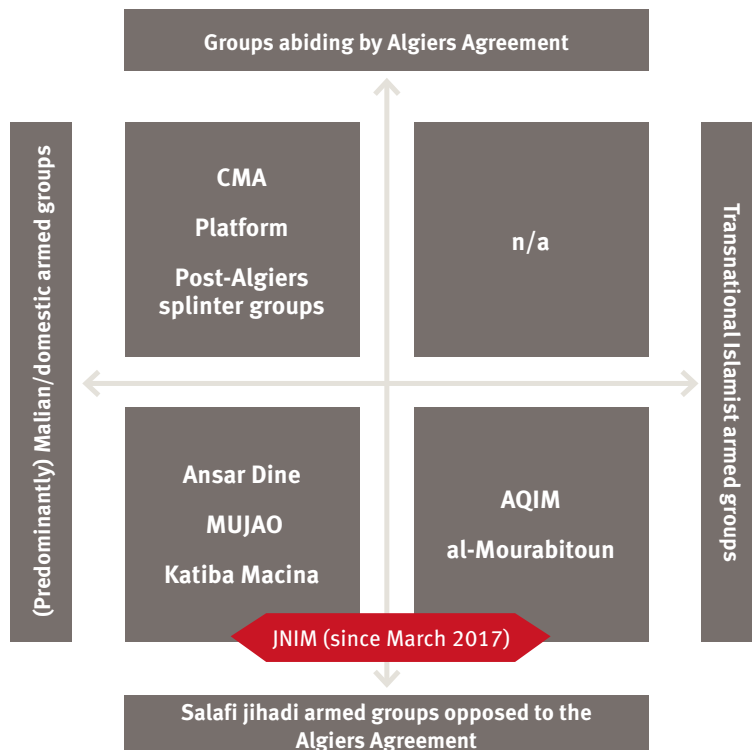 Groups abiding by Algiers Agreement
(Predominantly) Malian/domestic armed groups
CMA
Platform
Post-Algiers
splinter groups
n/a
Transnational Islamist armed groups
Ansar Dine
MUJAO
Katiba Macina
AQIM
al-Mourabitoun
JNIM (since March 2017)
Salafi jihadi armed groups opposed to the
Algiers Agreement